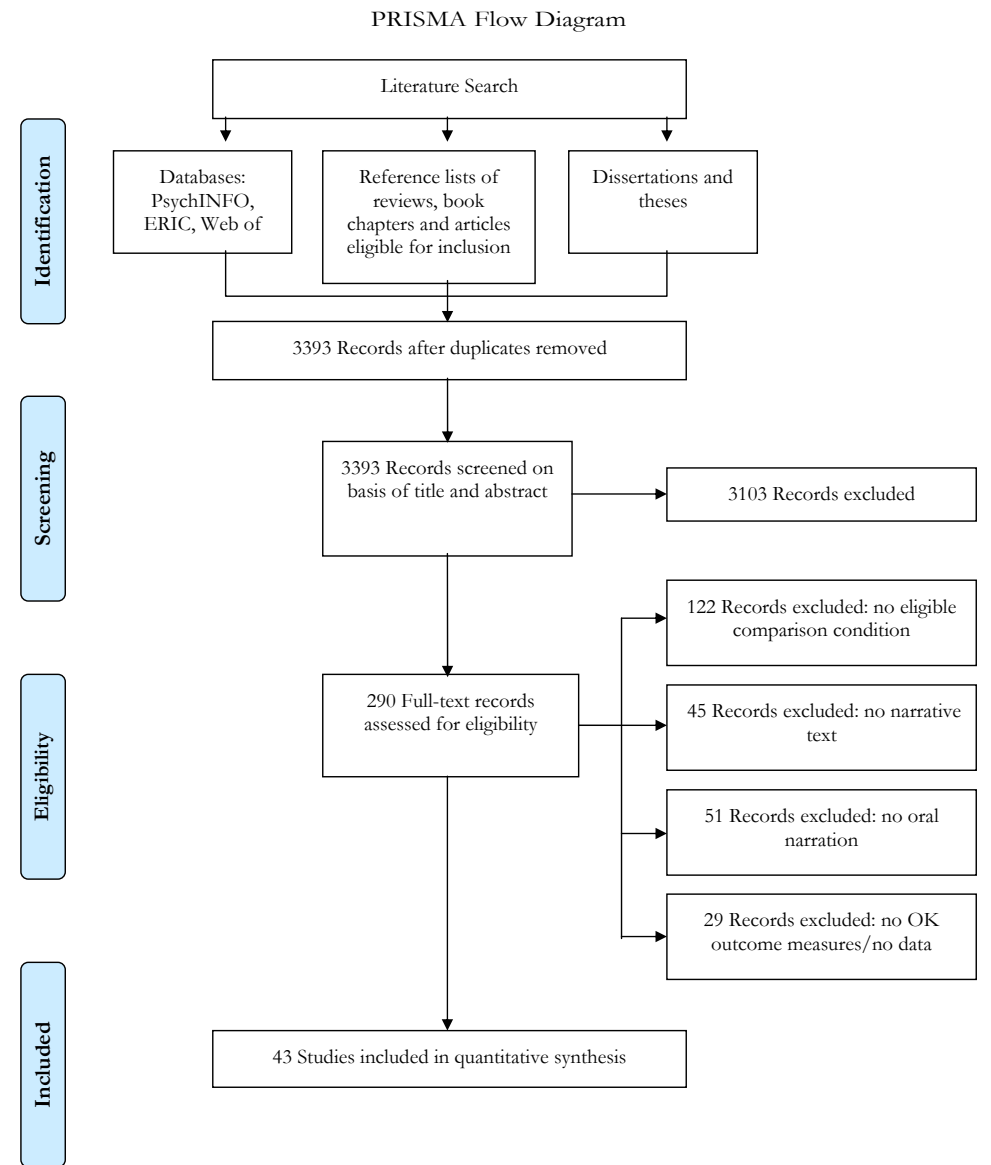 PRISMA Flow Diagram
Literature Search
Identification
Databases:
PsychINFO,
ERIC, Web of
Reference lists of
reviews, book
chapters and articles
eligible for inclusion
Dissertations and
theses
3393 Records after duplicates removed
Screening
3393 Records screened on
basis of title and abstract
3103 Records excluded
Eligibility
290 Full-text records
assessed for eligibility
122 Records excluded: no eligible
comparison condition
45 Records excluded: no narrative
text
51 Records excluded: no oral
narration
29 Records excluded: no OK
outcome measures/no data
Included
43 Studies included in quantitative synthesis